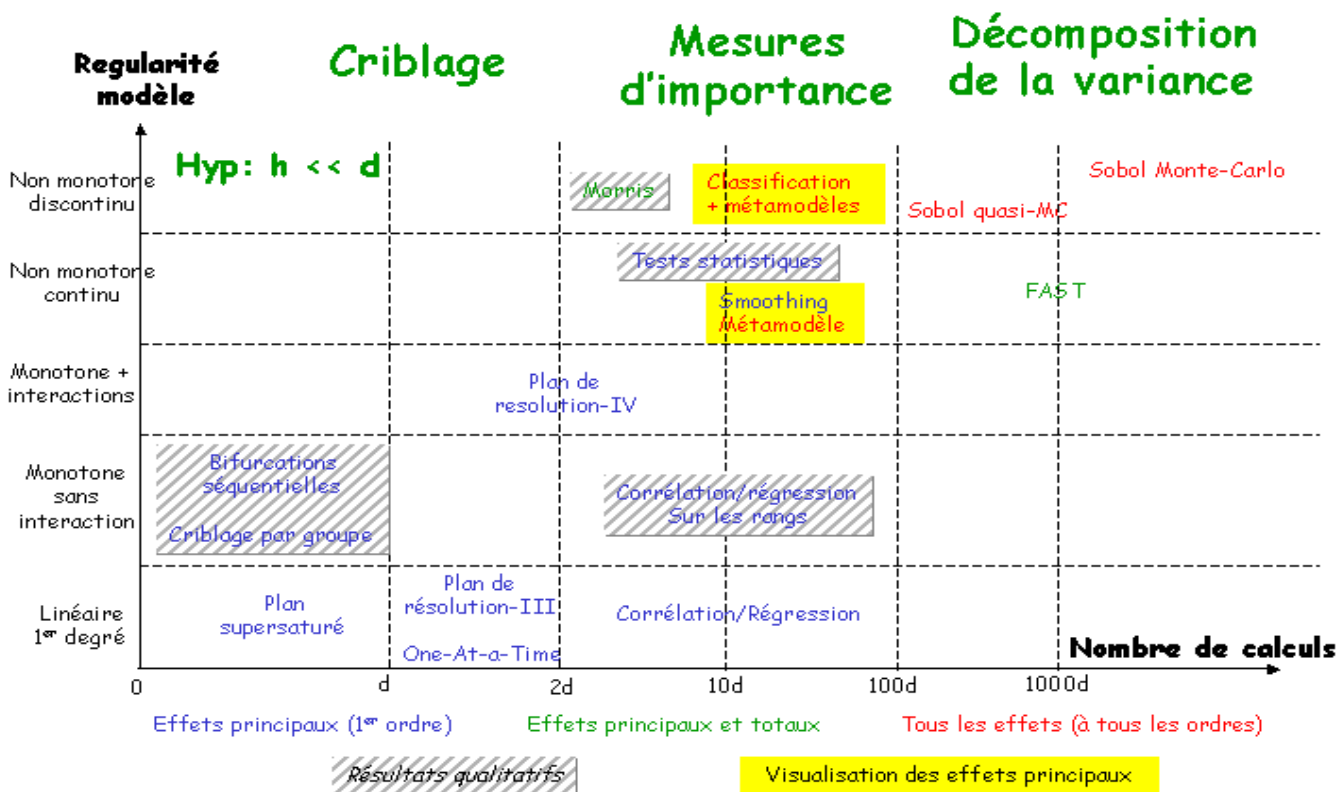 Regularité
modèle
Criblage
Mesures
d'importance
Décomposition
de la variance
Hyp: h << d
Non monotone
discontinu
Morris
Classification
+ métamodèles
Sobol Monte-Carlo
Sobol quasi-MC
Non monotone
continu
Tests statistiques
Smoothing
Métamodèle
FAST
Monotone +
interactions
Plan de
resolution-IV
Monotone
sans
interaction
Bifurcations
séquentielles
Criblage par groupe
Corrélation/régression
Sur les rangs
Linéaire
1er degré
Plan
supersaturé
Plan de
résolution-III
One-At-a-Time
Corrélation/Régression
Nombre de calculs
0
d
2d
10d
100d
1000d
Effets principaux (1er ordre)
Effets principaux et totaux
Tous les effets (à tous les ordres)
Résultats qualitatifs
Visualisation des effets principaux